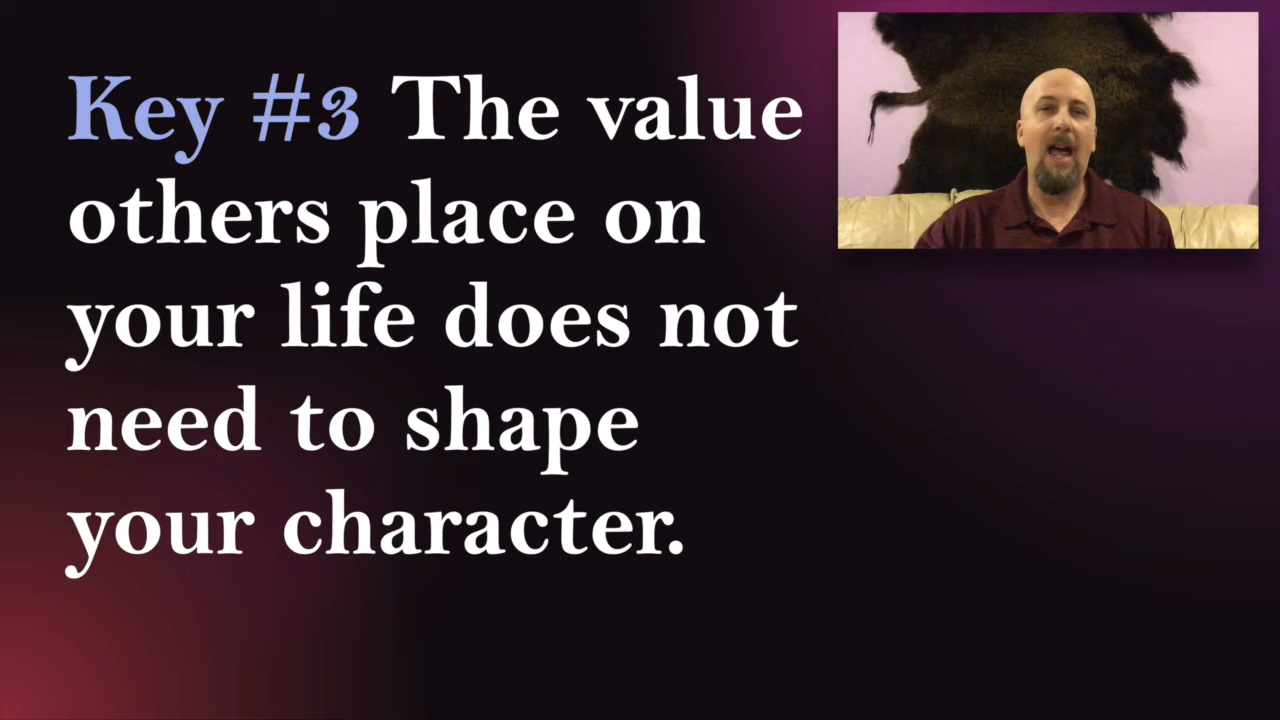 Key #3 The value
others place on
your life does not
need to shape
your character.